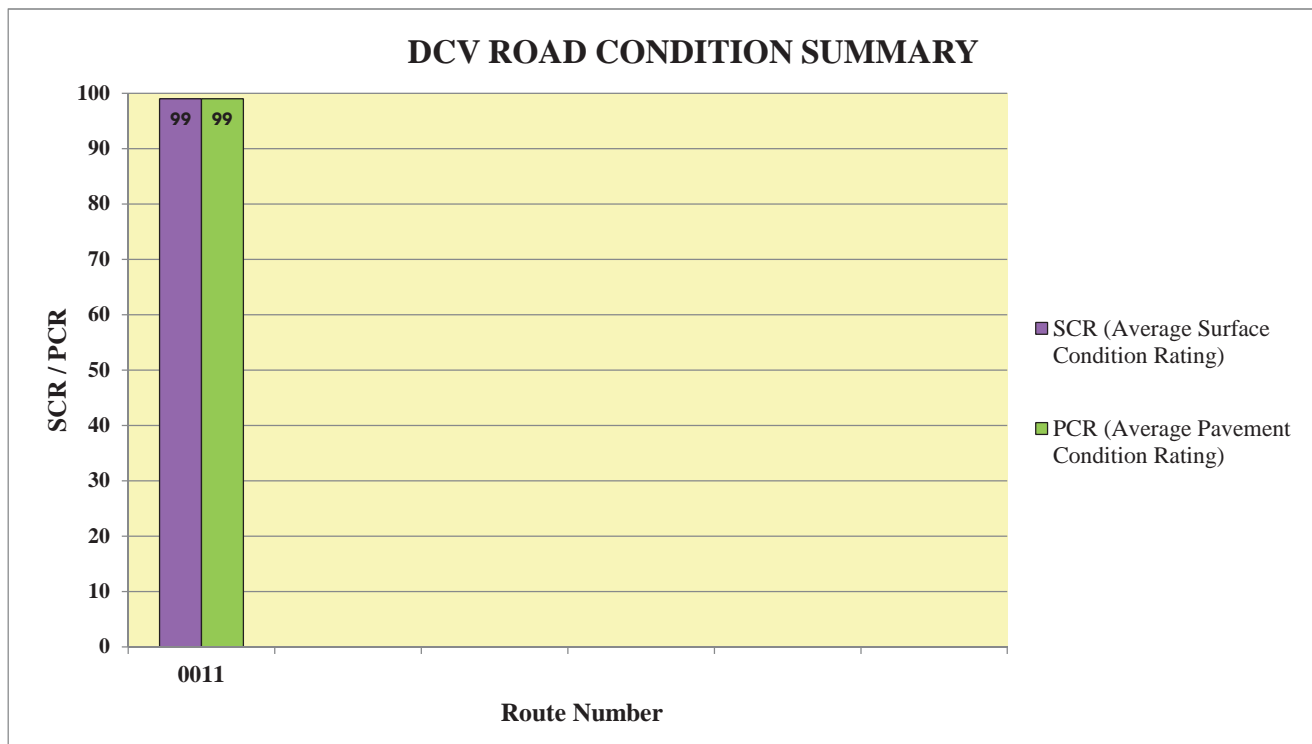 DCV ROAD CONDITION SUMMARY
100
90
80
70
60
50
40
30
20
10
0
SCR / PCR
99 99
0011
Route Number
SCR (Average Surface
Condition Rating)
PCR (Average Pavement
Condition Rating)